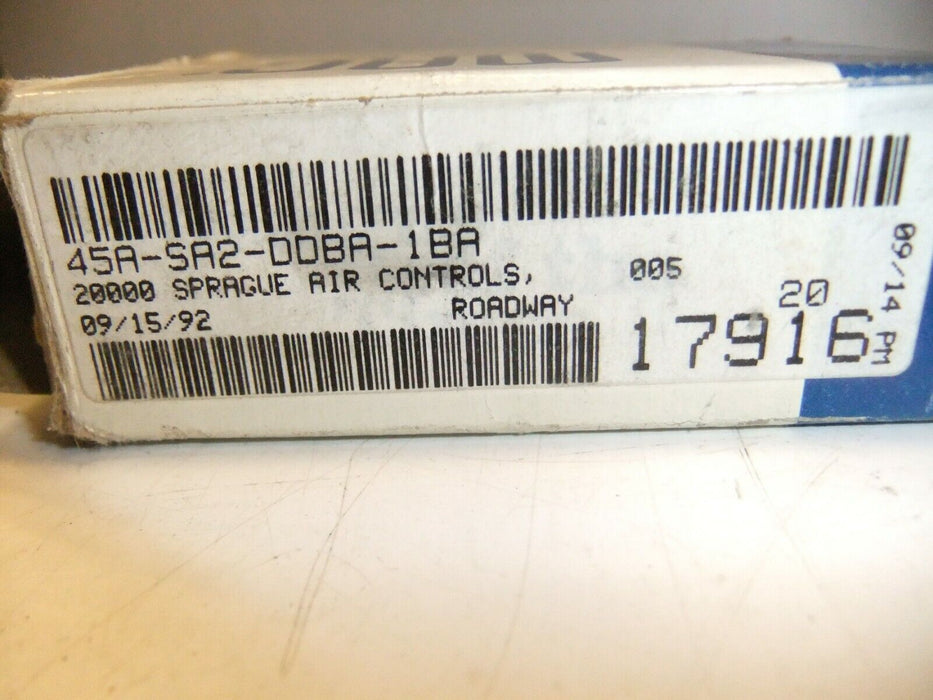 45A-SA2-DDBA-1BA
20000 SPRAGUE AIR CONTROLS,
005
ROADWAY
20
09/15/92
17916
09/14 PM